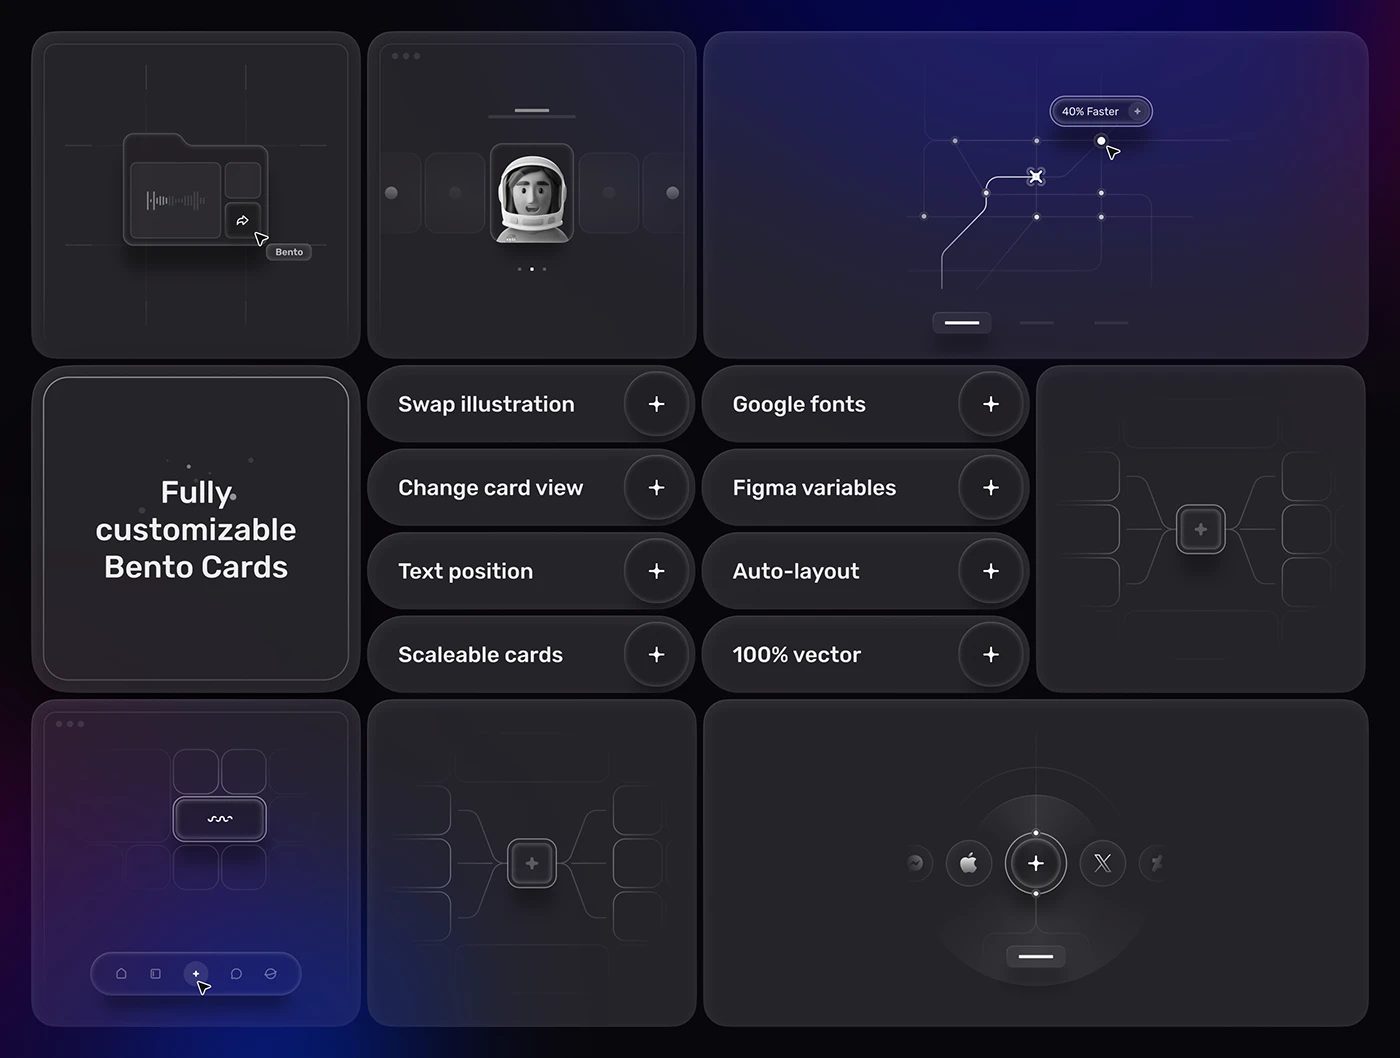 Bento
40% Faster
Fully
customizable
Bento Cards
Swap illustration
Change card view
Text position
Scaleable cards
Google fonts
Figma variables
Auto-layout
100% vector